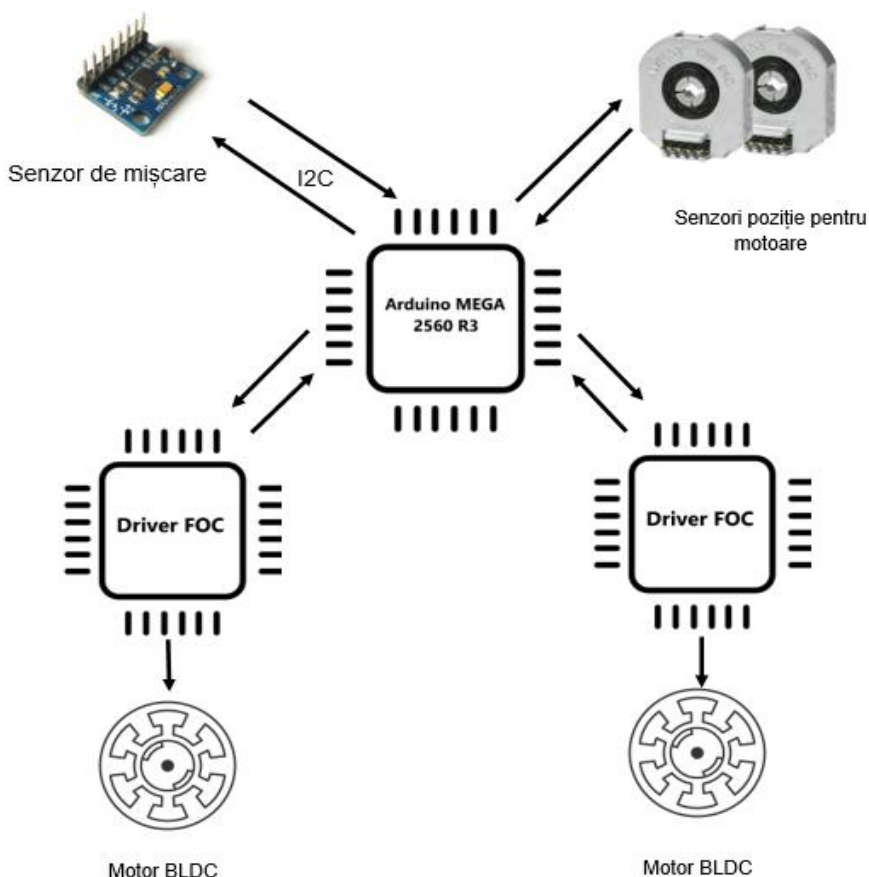 Senzor de mișcare
I2C
Senzori poziție pentru
motoare
Arduino MEGA
2560 R3
Driver FOC
Driver FOC
Motor BLDC
Motor BLDC